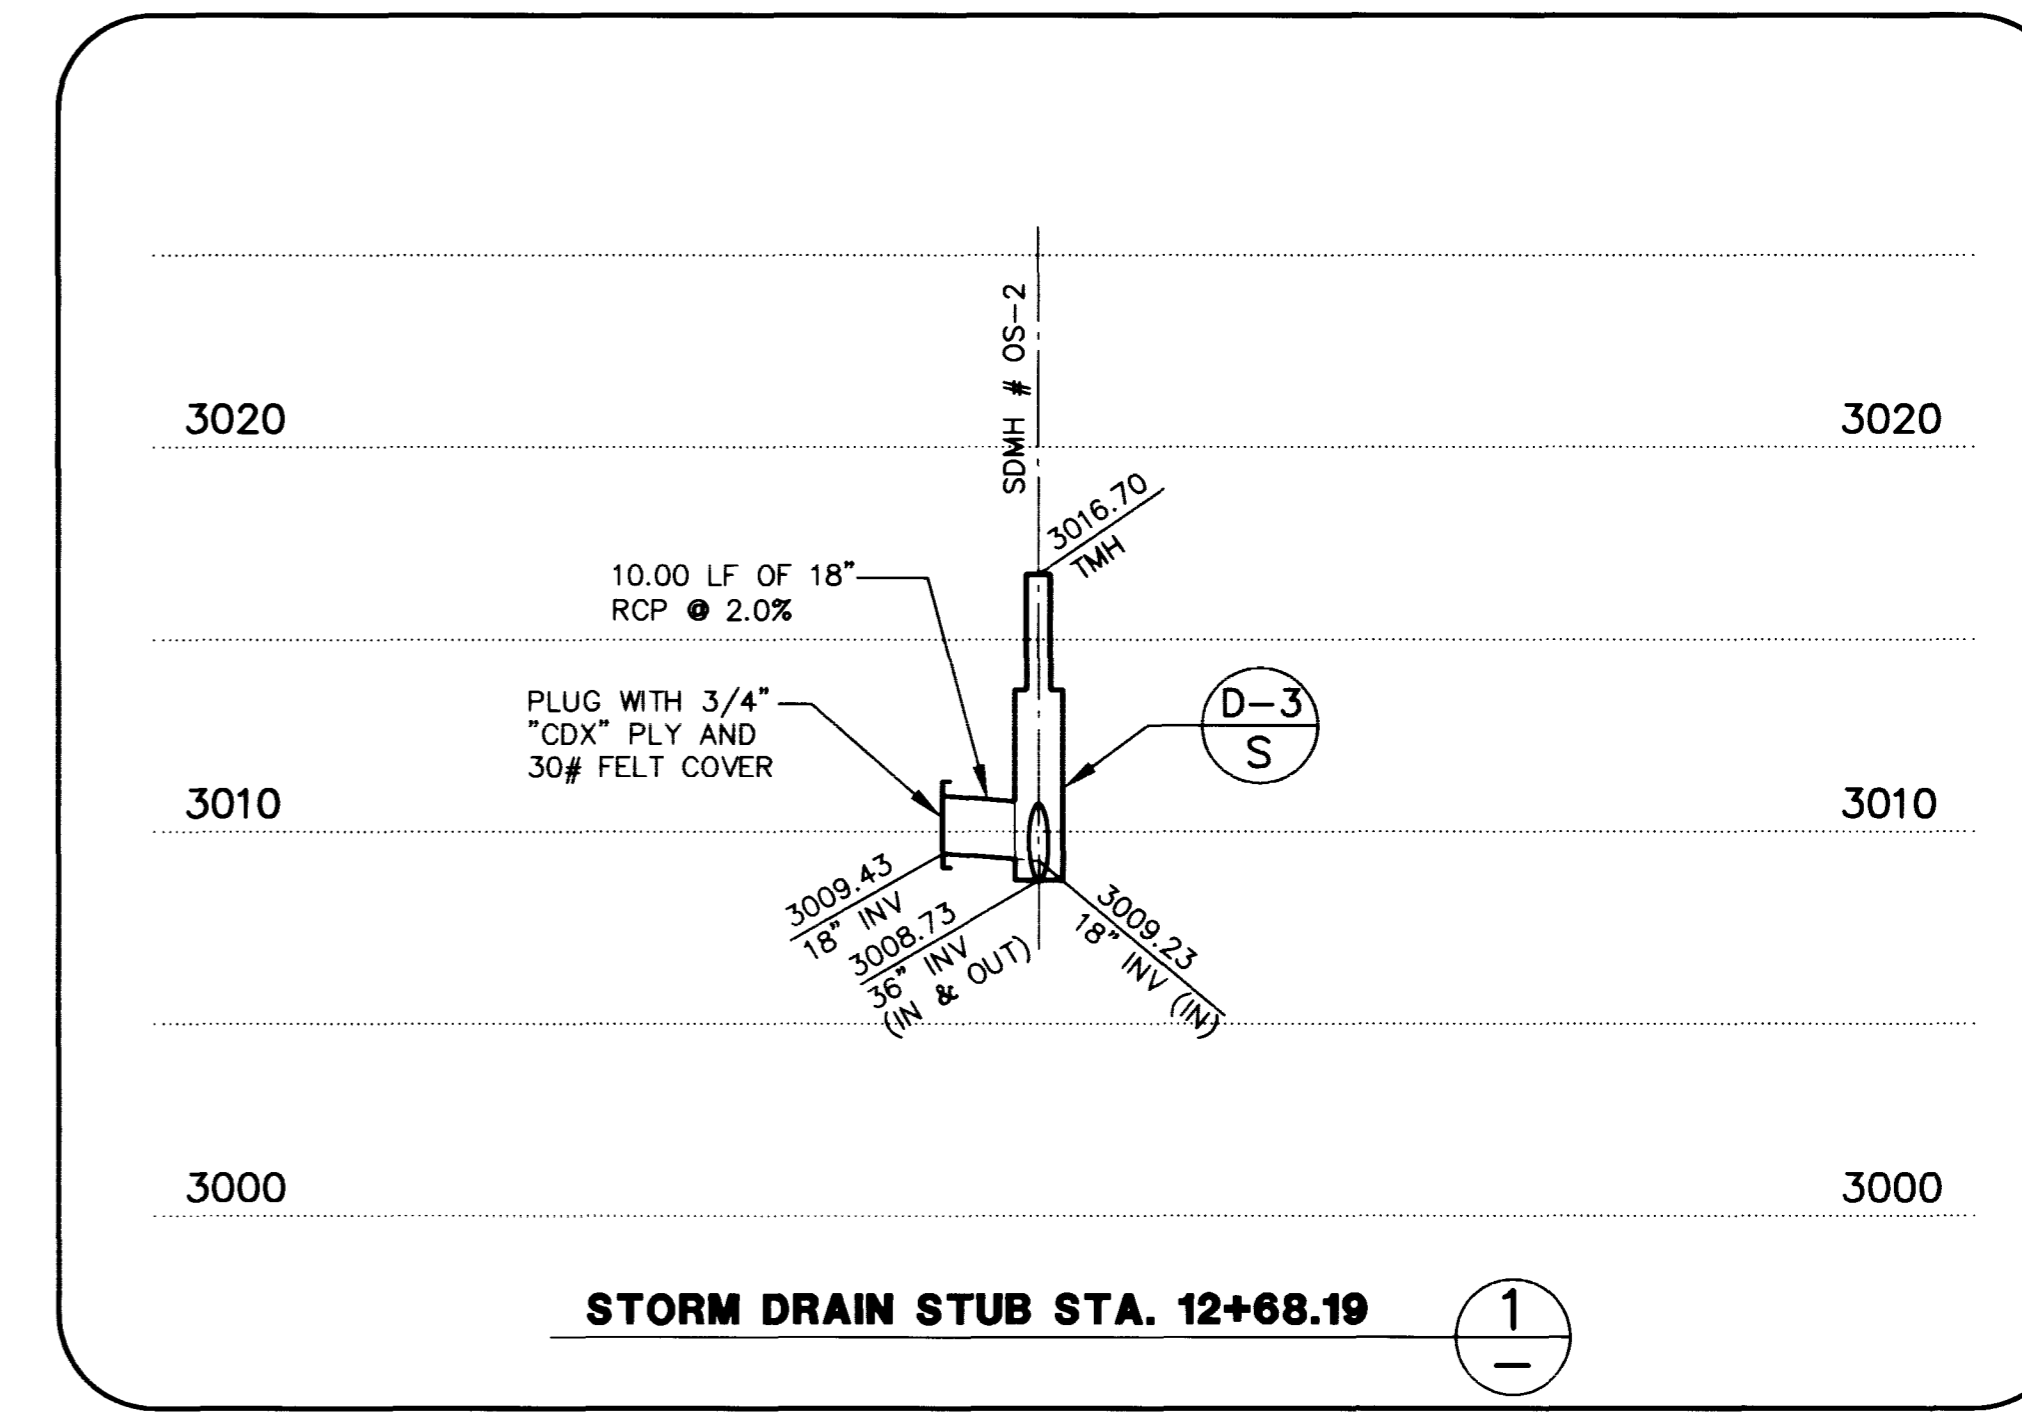 SDMH # OS-2
3020
3020
3016.70
TMH
10.00 LF OF 18"
RCP @ 2.0%
PLUG WITH 3/4"
"CDX" PLY AND
30# FELT COVER
D-3
S
3010
3010
3009.43
18" INV
3008.73
36" INV
(IN & OUT)
3009.23
18" INV (IN)
3000
3000
STORM DRAIN STUB STA. 12+68.19
1
–